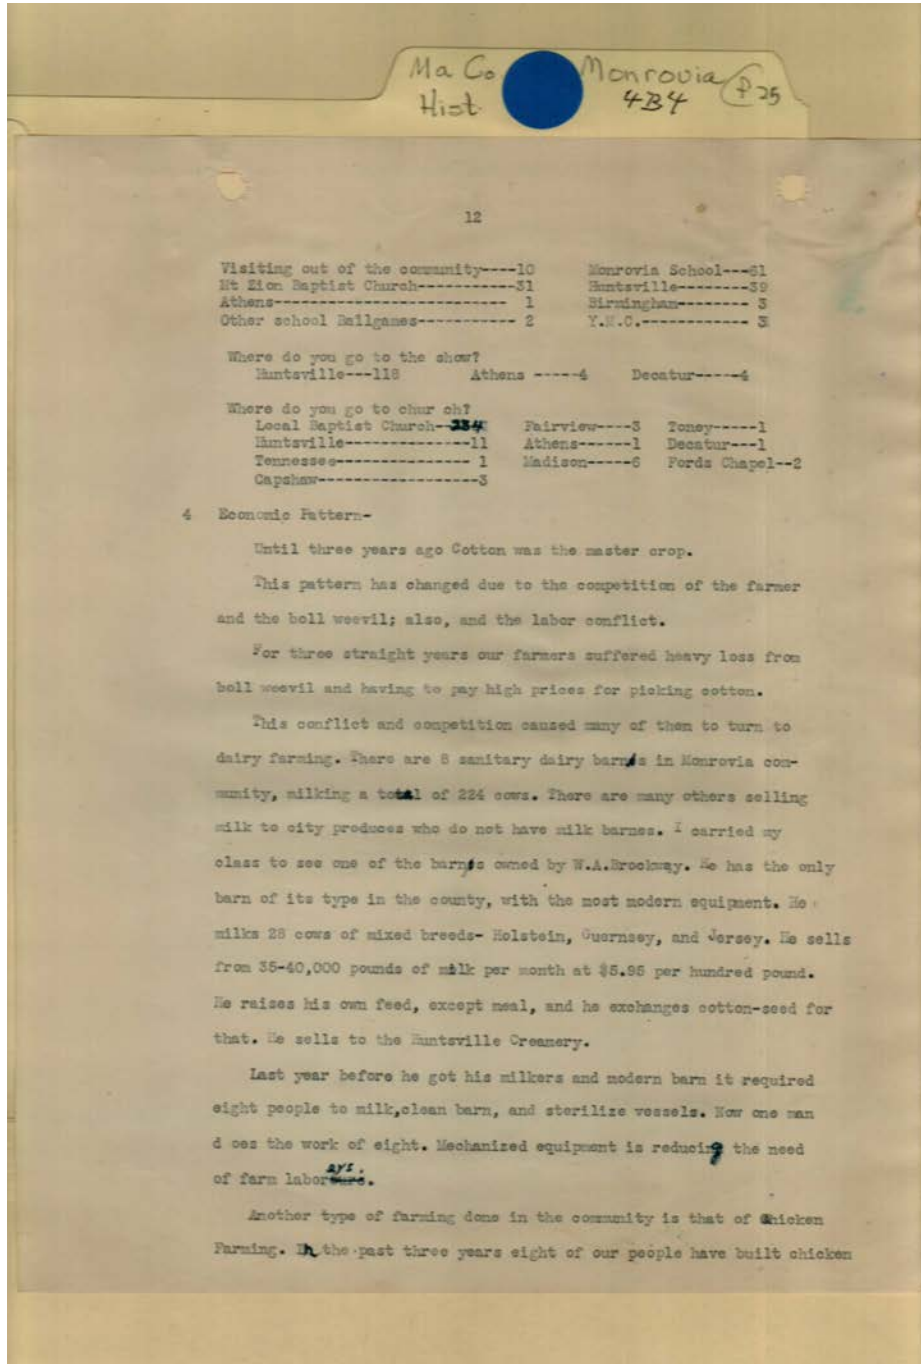 Ma Co Monrovia P 25
Hist. 4B4
12
Visiting out of the community----10 Monrovia School---61
Mt Zion Baptist Church-----------31 Huntsville--------39
Athens-------------------------- 1 Birmingham-------- 3
Other school Ballgames----------- 2 Y.M.C.------------ 3
Where do you go to the show?
Huntsville---118 Athens -----4 Decatur-----4
Where do you go to chur ch?
Local Baptist Church--234 Fairview----3 Toney-----1
Huntsville--------------11 Athens------1 Decatur---1
Tennessee--------------- 1 Madison-----6 Fords Chapel--2
Capshaw------------------3
4 Economic Pattern-
Until three years ago Cotton was the master crop.
This pattern has changed due to the competition of the farmer
and the boll weevil; also, and the labor conflict.
For three straight years our farmers suffered heavy loss from
boll weevil and having to pay high prices for picking cotton.
This conflict and competition caused many of them to turn to
dairy farming. There are 8 sanitary dairy barns in Monrovia com-
munity, milking a total of 224 cows. There are many others selling
milk to city produces who do not have milk barnes. I carried my
class to see one of the barns owned by W.A.Brockway. He has the only
barn of its type in the county, with the most modern equipment. He
milks 28 cows of mixed breeds- Holstein, Guernsey, and Jersey. He sells
from 35-40,000 pounds of milk per month at $5.95 per hundred pound.
He raises his own feed, except meal, and he exchanges cotton-seed for
that. He sells to the Huntsville Creamery.
Last year before he got his milkers and modern barn it required
eight people to milk,clean barn, and sterilize vessels. Now one man
d oes the work of eight. Mechanized equipment is reducing the need
of farm laborers.
Another type of farming done in the community is that of Chicken
Farming. In the past three years eight of our people have built chicken